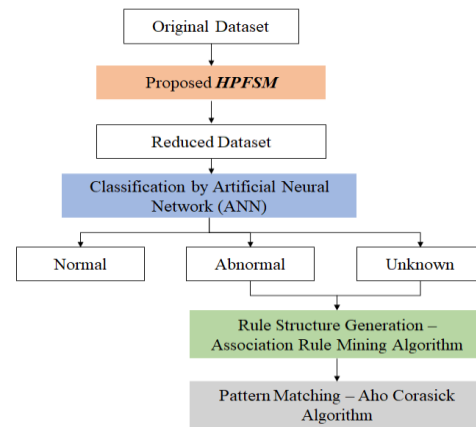 Original Dataset
Proposed HPFSM
Reduced Dataset
Classification by Artificial Neural
Network (ANN)
Normal
Abnormal
Unknown
Rule Structure Generation –
Association Rule Mining Algorithm
Pattern Matching – Aho Corasick
Algorithm